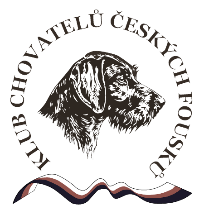 KLUB CHOVATELŮ ČESKÝCH FOUSKŮ